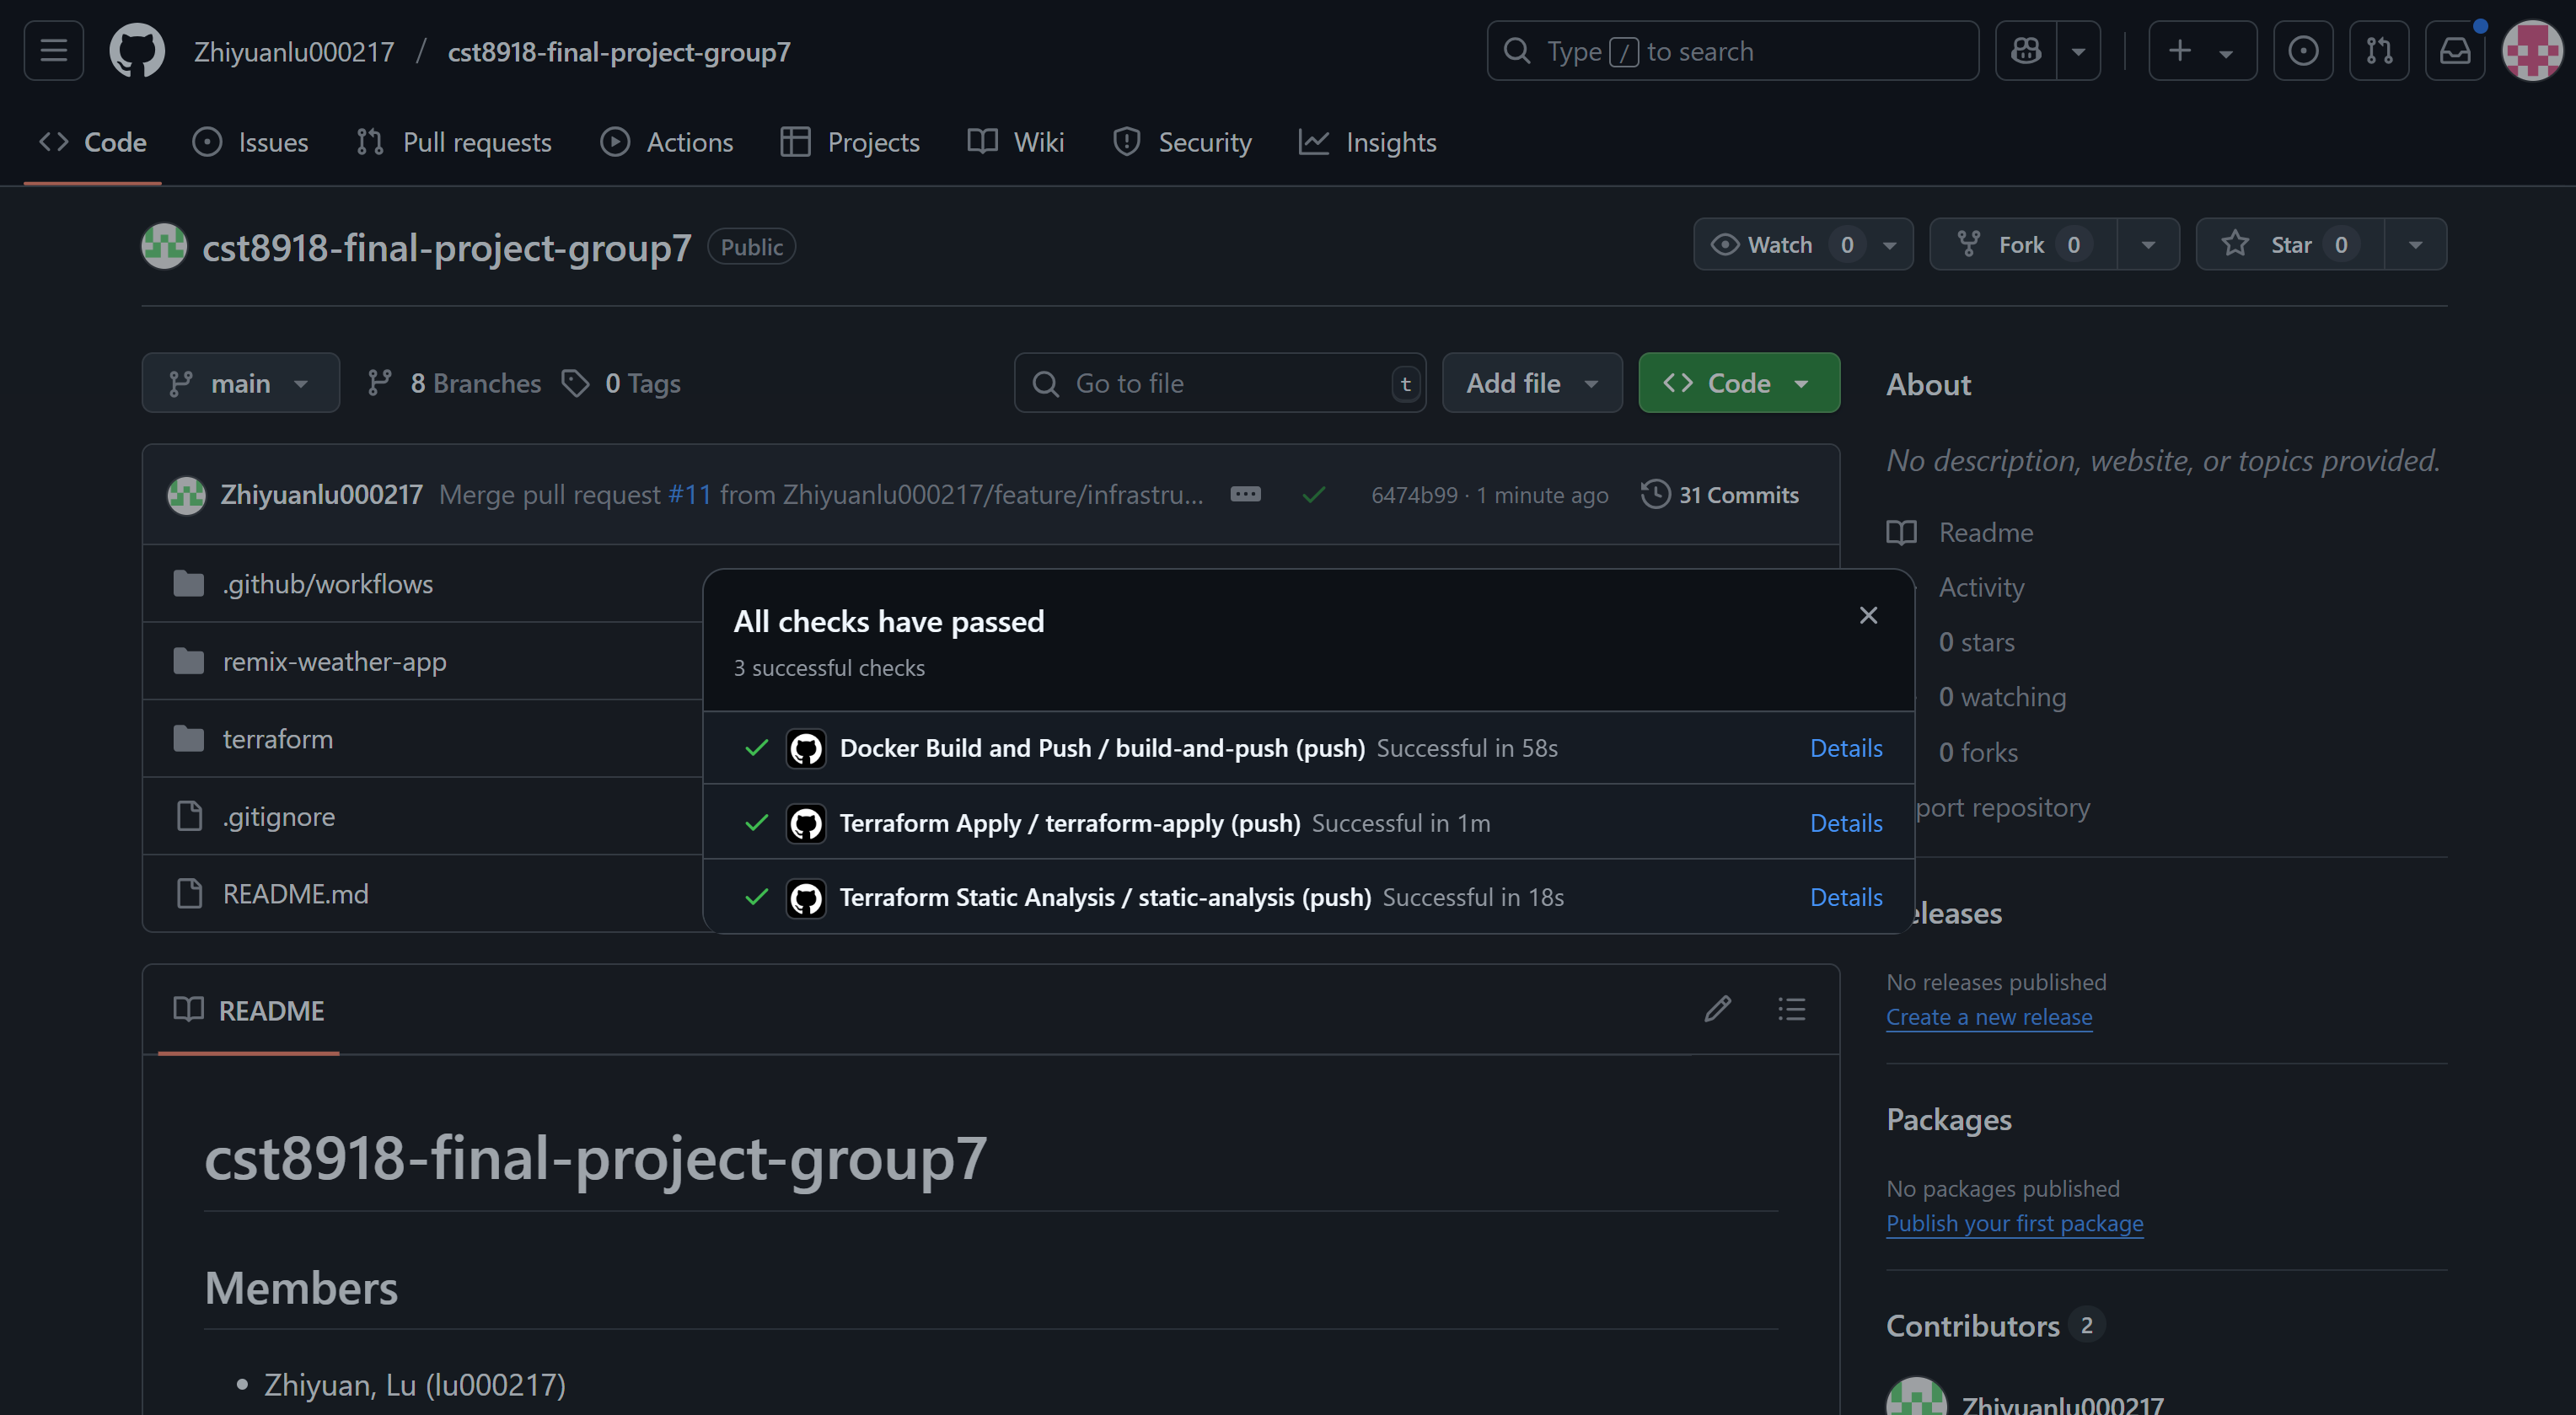 Zhiyuanlu000217 / cst8918-final-project-group7
Type / to search
Code
Issues
Pull requests
Actions
Projects
Wiki
Security
Insights
cst8918-final-project-group7 Public
Watch 0
Fork 0
Star 0
main
8 Branches
0 Tags
Go to file t
Add file
Code
Zhiyuanlu000217 Merge pull request #11 from Zhiyuanlu000217/feature/infrastru...
6474b99 · 1 minute ago
31 Commits
.github/workflows
remix-weather-app
terraform
.gitignore
README.md
All checks have passed
3 successful checks
Docker Build and Push / build-and-push (push) Successful in 58s Details
Terraform Apply / terraform-apply (push) Successful in 1m Details
Terraform Static Analysis / static-analysis (push) Successful in 18s Details
README
cst8918-final-project-group7
Members
Zhiyuan, Lu (lu000217)
About
No description, website, or topics provided.
Readme
Activity
0 stars
0 watching
0 forks
port repository
eleases
No releases published
Create a new release
Packages
No packages published
Publish your first package
Contributors 2
Zhiyuanlu000217